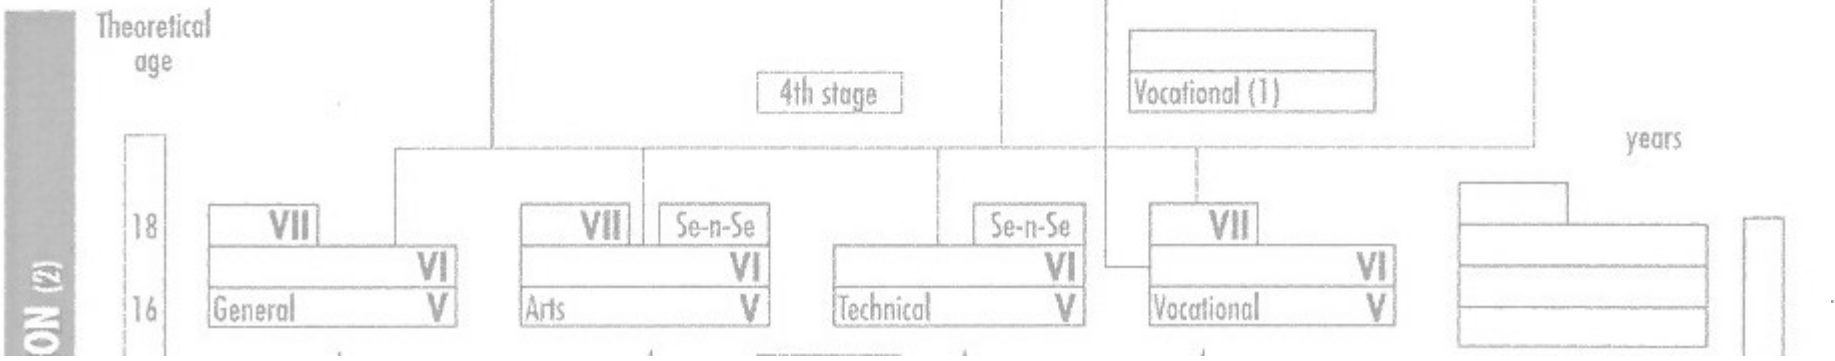 Theoretical
age
4th stage
Vocational (1)
years
18
VII
VII
Se-n-Se
Se-n-Se
VII
VI
VI
VI
VI
16
General
V
Arts
V
Technical
V
Vocational
V
ON (2)